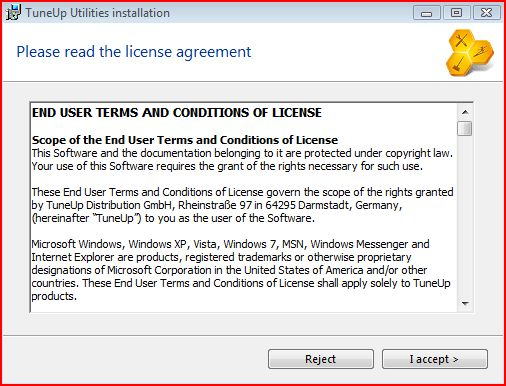 TuneUp Utilities installation
Please read the license agreement
END USER TERMS AND CONDITIONS OF LICENSE
Scope of the End User Terms and Conditions of License
This Software and the documentation belonging to it are protected under copyright law.
Your use of this Software requires the grant of the rights necessary for such use.
These End User Terms and Conditions of License govern the scope of the rights granted
by TuneUp Distribution GmbH, Rheinstraße 97 in 64295 Darmstadt, Germany,
(hereinafter “TuneUp”) to you as the user of the Software.
Microsoft Windows, Windows XP, Vista, Windows 7, MSN, Windows Messenger and
Internet Explorer are products, registered trademarks or otherwise proprietary
designations of Microsoft Corporation in the United States of America and/or other
countries. These End User Terms and Conditions of License shall apply solely to TuneUp
products.
Reject
I accept >